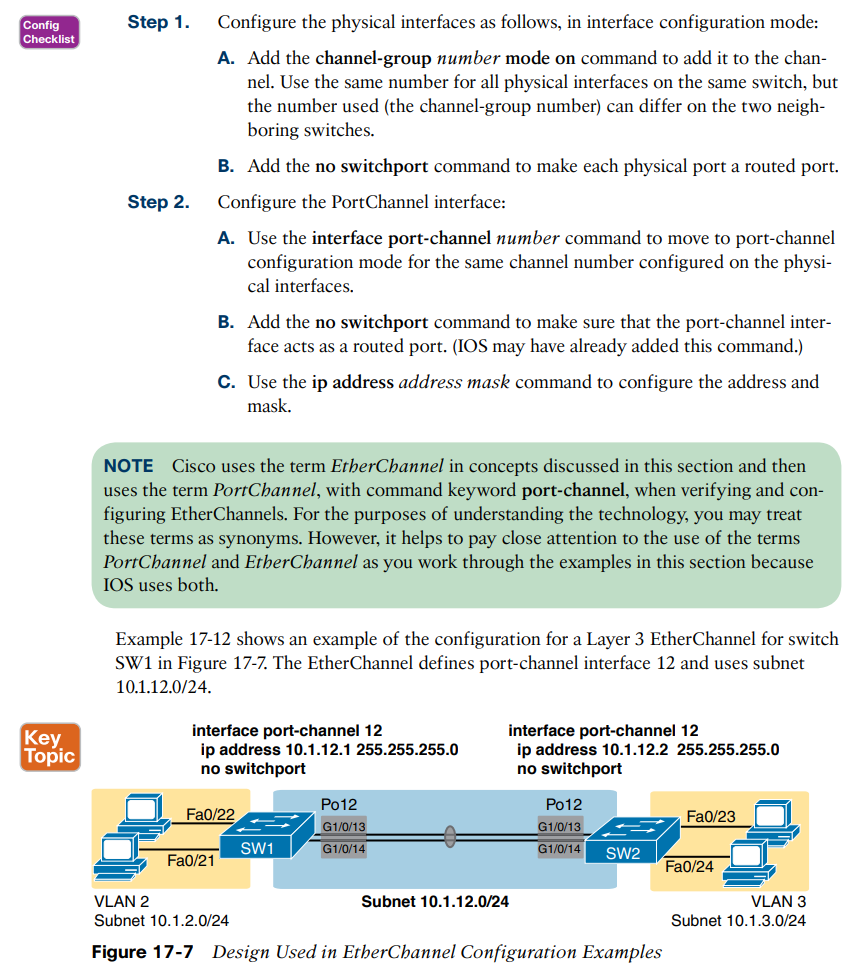 Config
Checklist
Step 1. Configure the physical interfaces as follows, in interface configuration mode:
A. Add the channel-group number mode on command to add it to the chan-
nel. Use the same number for all physical interfaces on the same switch, but
the number used (the channel-group number) can differ on the two neigh-
boring switches.
B. Add the no switchport command to make each physical port a routed port.
Step 2. Configure the PortChannel interface:
A. Use the interface port-channel number command to move to port-channel
configuration mode for the same channel number configured on the physi-
cal interfaces.
B. Add the no switchport command to make sure that the port-channel inter-
face acts as a routed port. (IOS may have already added this command.)
C. Use the ip address address mask command to configure the address and
mask.
NOTE Cisco uses the term EtherChannel in concepts discussed in this section and then
uses the term PortChannel, with command keyword port-channel, when verifying and con-
figuring EtherChannels. For the purposes of understanding the technology, you may treat
these terms as synonyms. However, it helps to pay close attention to the use of the terms
PortChannel and EtherChannel as you work through the examples in this section because
IOS uses both.
Example 17-12 shows an example of the configuration for a Layer 3 EtherChannel for switch
SW1 in Figure 17-7. The EtherChannel defines port-channel interface 12 and uses subnet
10.1.12.0/24.
Key
Topic
interface port-channel 12
ip address 10.1.12.1 255.255.255.0
no switchport
interface port-channel 12
ip address 10.1.12.2 255.255.255.0
no switchport
Fa0/22
Fa0/21
SW1
Po12
G1/0/13
G1/0/14
Po12
G1/0/13
G1/0/14
SW2
Fa0/23
Fa0/24
VLAN 2
Subnet 10.1.2.0/24
Subnet 10.1.12.0/24
VLAN 3
Subnet 10.1.3.0/24
Figure 17-7 Design Used in EtherChannel Configuration Examples